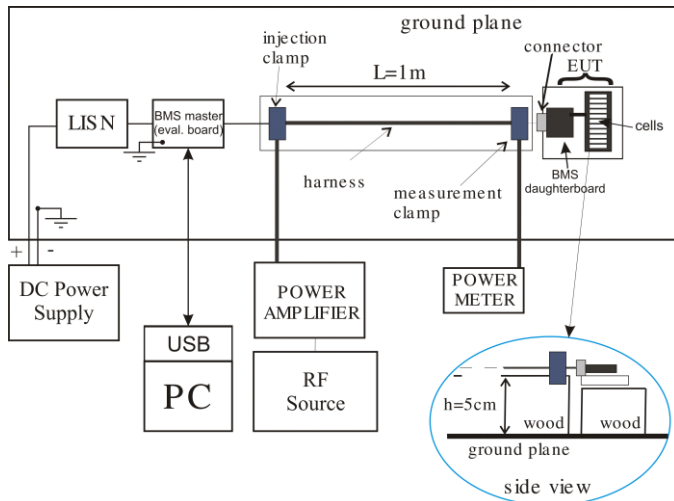 ground plane
injection
clamp
connector
EUT
L=1m
LISN
BMS master
(eval. board)
cells
harness
BMS
daughterboard
measurement
clamp
+ -
DC Power
Supply
POWER
AMPLIFIER
POWER
METER
USB
PC
RF
Source
h=5cm
wood
wood
ground plane
side view